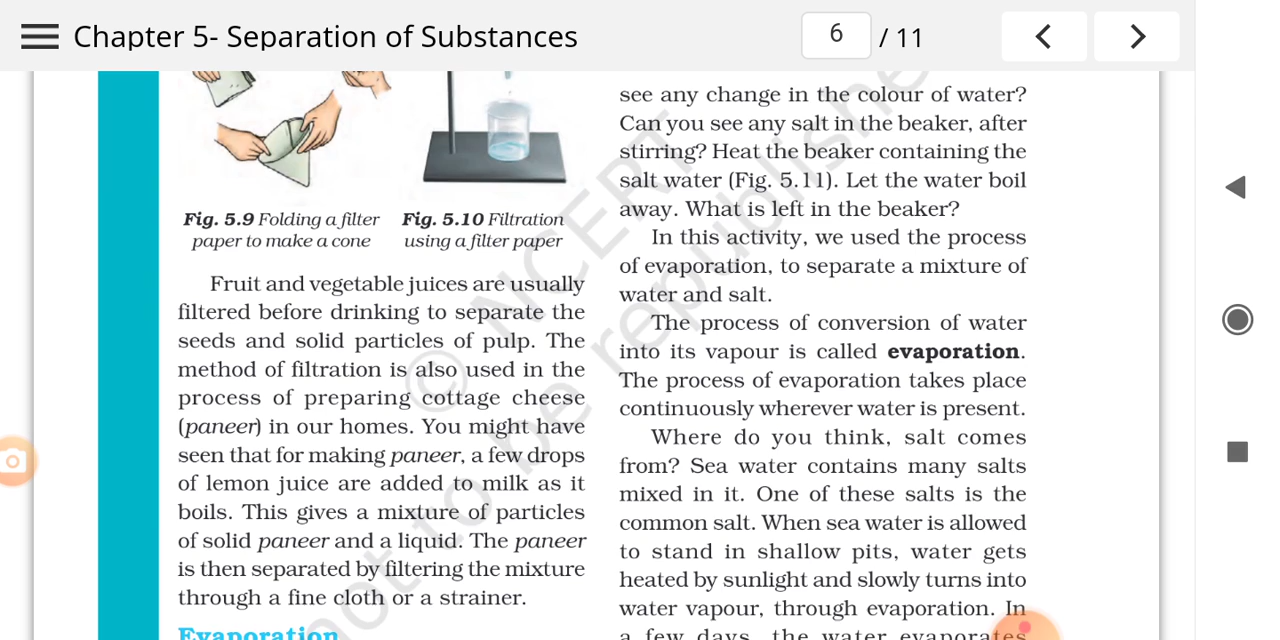 Chapter 5- Separation of Substances
6 / 11
Fig. 5.9 Folding a filter
paper to make a cone
Fig. 5.10 Filtration
using a filter paper
Fruit and vegetable juices are usually
filtered before drinking to separate the
seeds and solid particles of pulp. The
method of filtration is also used in the
process of preparing cottage cheese
(paneer) in our homes. You might have
seen that for making paneer, a few drops
of lemon juice are added to milk as it
boils. This gives a mixture of particles
of solid paneer and a liquid. The paneer
is then separated by filtering the mixture
through a fine cloth or a strainer.
Evaporation
see any change in the colour of water?
Can you see any salt in the beaker, after
stirring? Heat the beaker containing the
salt water (Fig. 5.11). Let the water boil
away. What is left in the beaker?
In this activity, we used the process
of evaporation, to separate a mixture of
water and salt.
The process of conversion of water
into its vapour is called evaporation.
The process of evaporation takes place
continuously wherever water is present.
Where do you think, salt comes
from? Sea water contains many salts
mixed in it. One of these salts is the
common salt. When sea water is allowed
to stand in shallow pits, water gets
heated by sunlight and slowly turns into
water vapour, through evaporation. In
a few days, the water evaporates
© NCERT
not to be republished